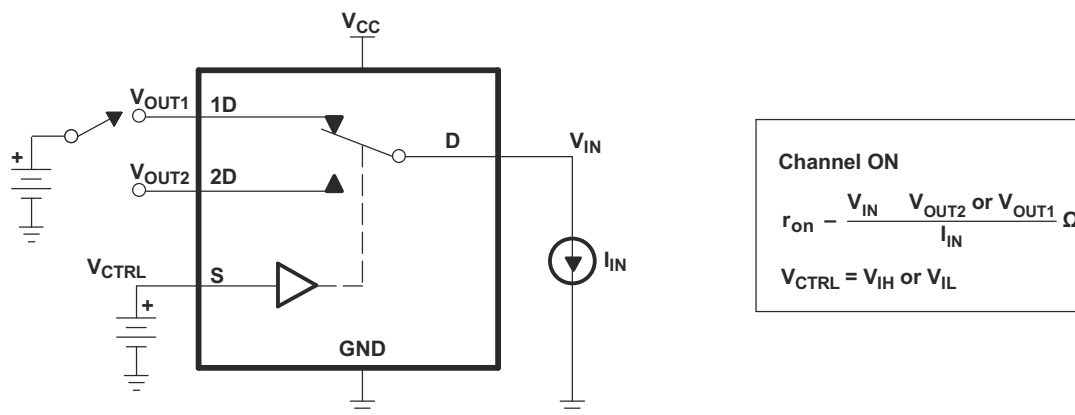 VCC
VOUT1 1D
D VIN
+
VOUT2 2D
IIN
VCTRL S
+
GND
Channel ON
ron – VIN VOUT2 or VOUT1 / IIN Ω
VCTRL = VIH or VIL